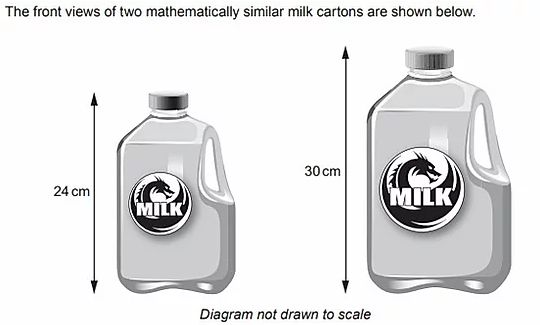 The front views of two mathematically similar milk cartons are shown below.
24 cm
30 cm
MILK
MILK
Diagram not drawn to scale